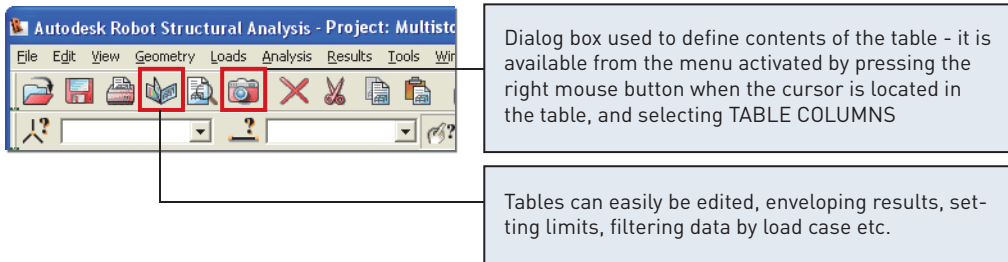 Autodesk Robot Structural Analysis - Project: Multisto
File Edit View Geometry Loads Analysis Results Tools Win
Dialog box used to define contents of the table - it is
available from the menu activated by pressing the
right mouse button when the cursor is located in
the table, and selecting TABLE COLUMNS
Tables can easily be edited, enveloping results, set-
ting limits, filtering data by load case etc.